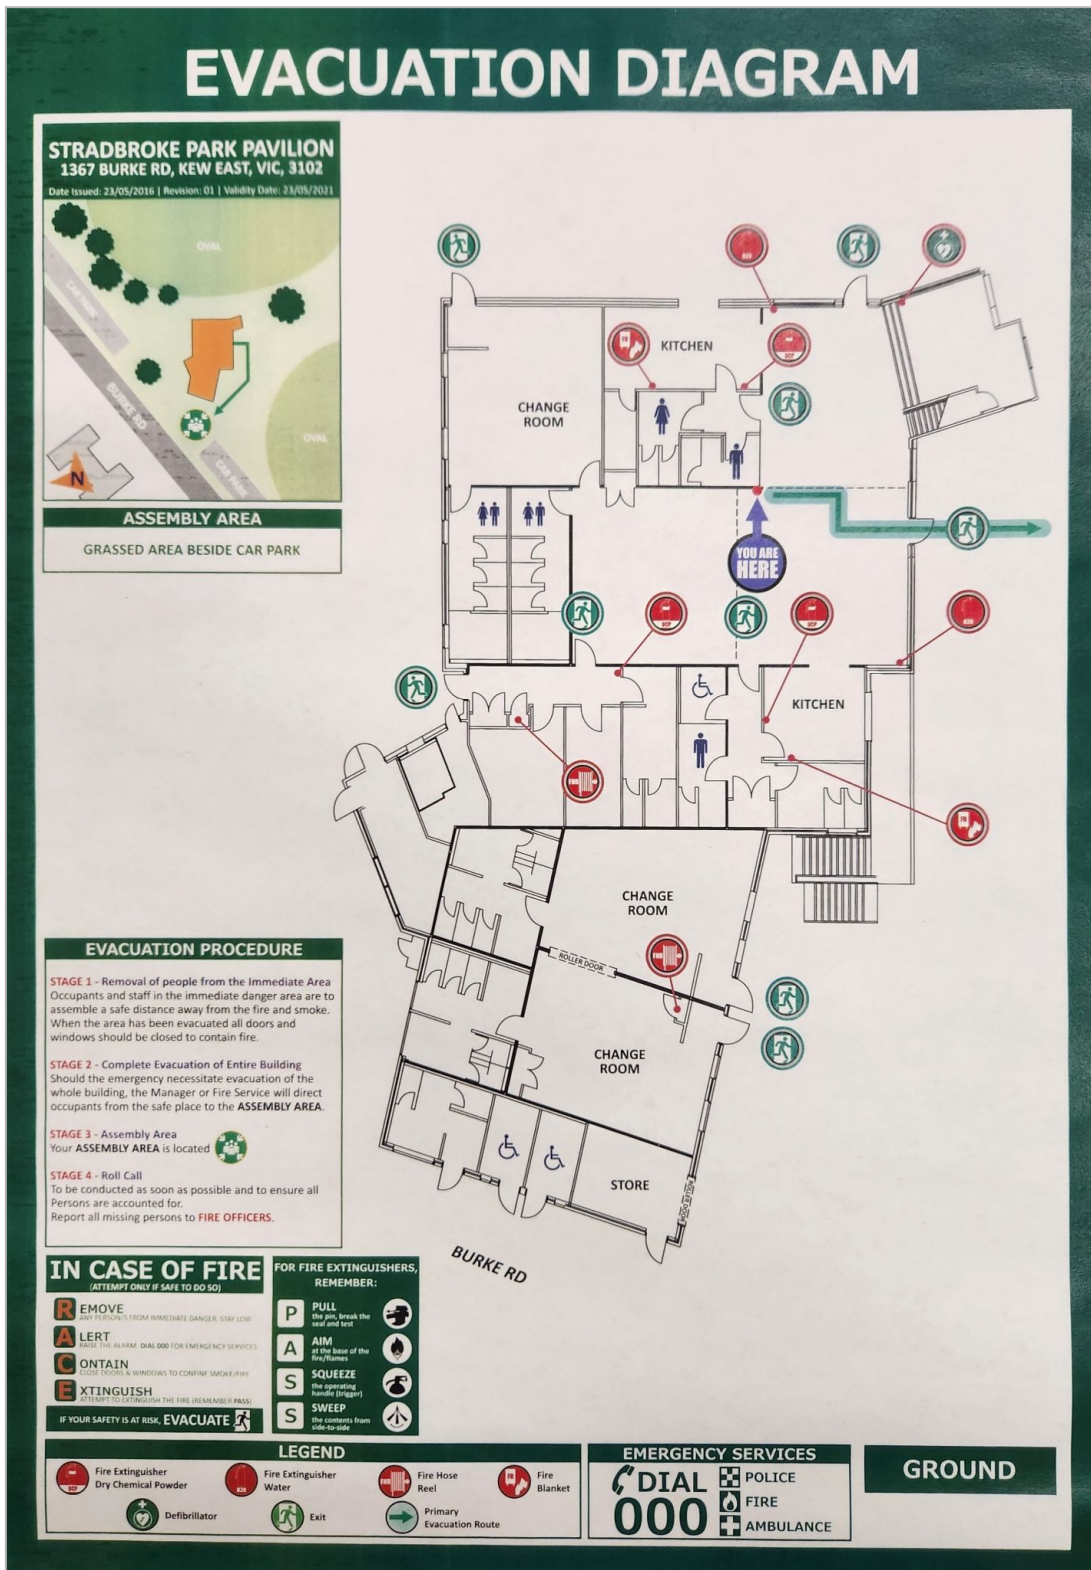 EVACUATION DIAGRAM
STRADBROKE PARK PAVILION
1367 BURKE RD, KEW EAST, VIC, 3102
Date Issued: 23/05/2016 | Revision: 01 | Validity Date: 23/05/2021
OVAL
CAR PARK
BURKE RD
OVAL
CAR PARK
N
ASSEMBLY AREA
GRASSED AREA BESIDE CAR PARK
H20
KITCHEN
DCP
CHANGE
ROOM
YOU ARE
HERE
DCP
DCP
H20
KITCHEN
FHR
CHANGE
ROOM
ROLLER DOOR
CHANGE
ROOM
STORE
ROLLER DOOR
BURKE RD
EVACUATION PROCEDURE
STAGE 1 - Removal of people from the Immediate Area
Occupants and staff in the immediate danger area are to
assemble a safe distance away from the fire and smoke.
When the area has been evacuated all doors and
windows should be closed to contain fire.
STAGE 2 - Complete Evacuation of Entire Building
Should the emergency necessitate evacuation of the
whole building, the Manager or Fire Service will direct
occupants from the safe place to the ASSEMBLY AREA.
STAGE 3 - Assembly Area
Your ASSEMBLY AREA is located
STAGE 4 - Roll Call
To be conducted as soon as possible and to ensure all
Persons are accounted for.
Report all missing persons to FIRE OFFICERS.
IN CASE OF FIRE
(ATTEMPT ONLY IF SAFE TO DO SO)
REMOVE
ANY PERSON/S FROM IMMEDIATE DANGER. STAY LOW
ALERT
RAISE THE ALARM. DIAL 000 FOR EMERGENCY SERVICES
CONTAIN
CLOSE DOORS & WINDOWS TO CONFINE SMOKE/FIRE
EXTINGUISH
ATTEMPT TO EXTINGUISH THE FIRE (REMEMBER PASS)
IF YOUR SAFETY IS AT RISK, EVACUATE
FOR FIRE EXTINGUISHERS,
REMEMBER:
P PULL
the pin, break the
seal and test
A AIM
at the base of the
fire/flames
S SQUEEZE
the operating
handle (trigger)
S SWEEP
the contents from
side-to-side
LEGEND
DCP Fire Extinguisher
Dry Chemical Powder
H20 Fire Extinguisher
Water
FHR Fire Hose
Reel
FB Fire
Blanket
Defibrillator
Exit
Primary
Evacuation Route
EMERGENCY SERVICES
DIAL
000
POLICE
FIRE
AMBULANCE
GROUND